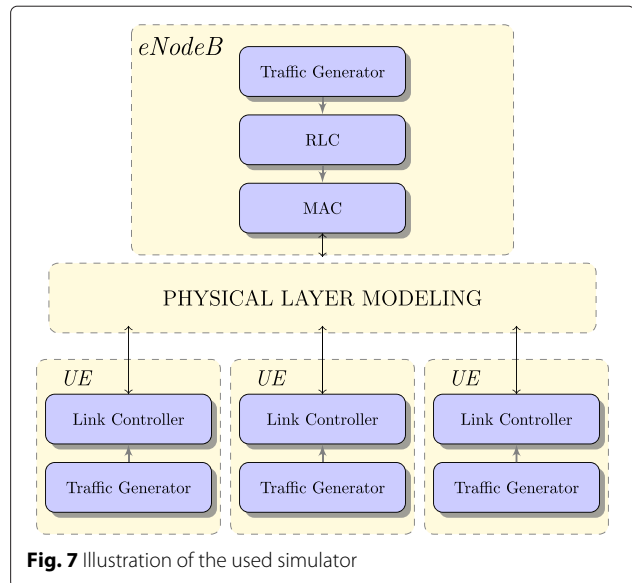 eNodeB
Traffic Generator
RLC
MAC
PHYSICAL LAYER MODELING
UE
Link Controller
Traffic Generator
UE
Link Controller
Traffic Generator
UE
Link Controller
Traffic Generator
Fig. 7 Illustration of the used simulator